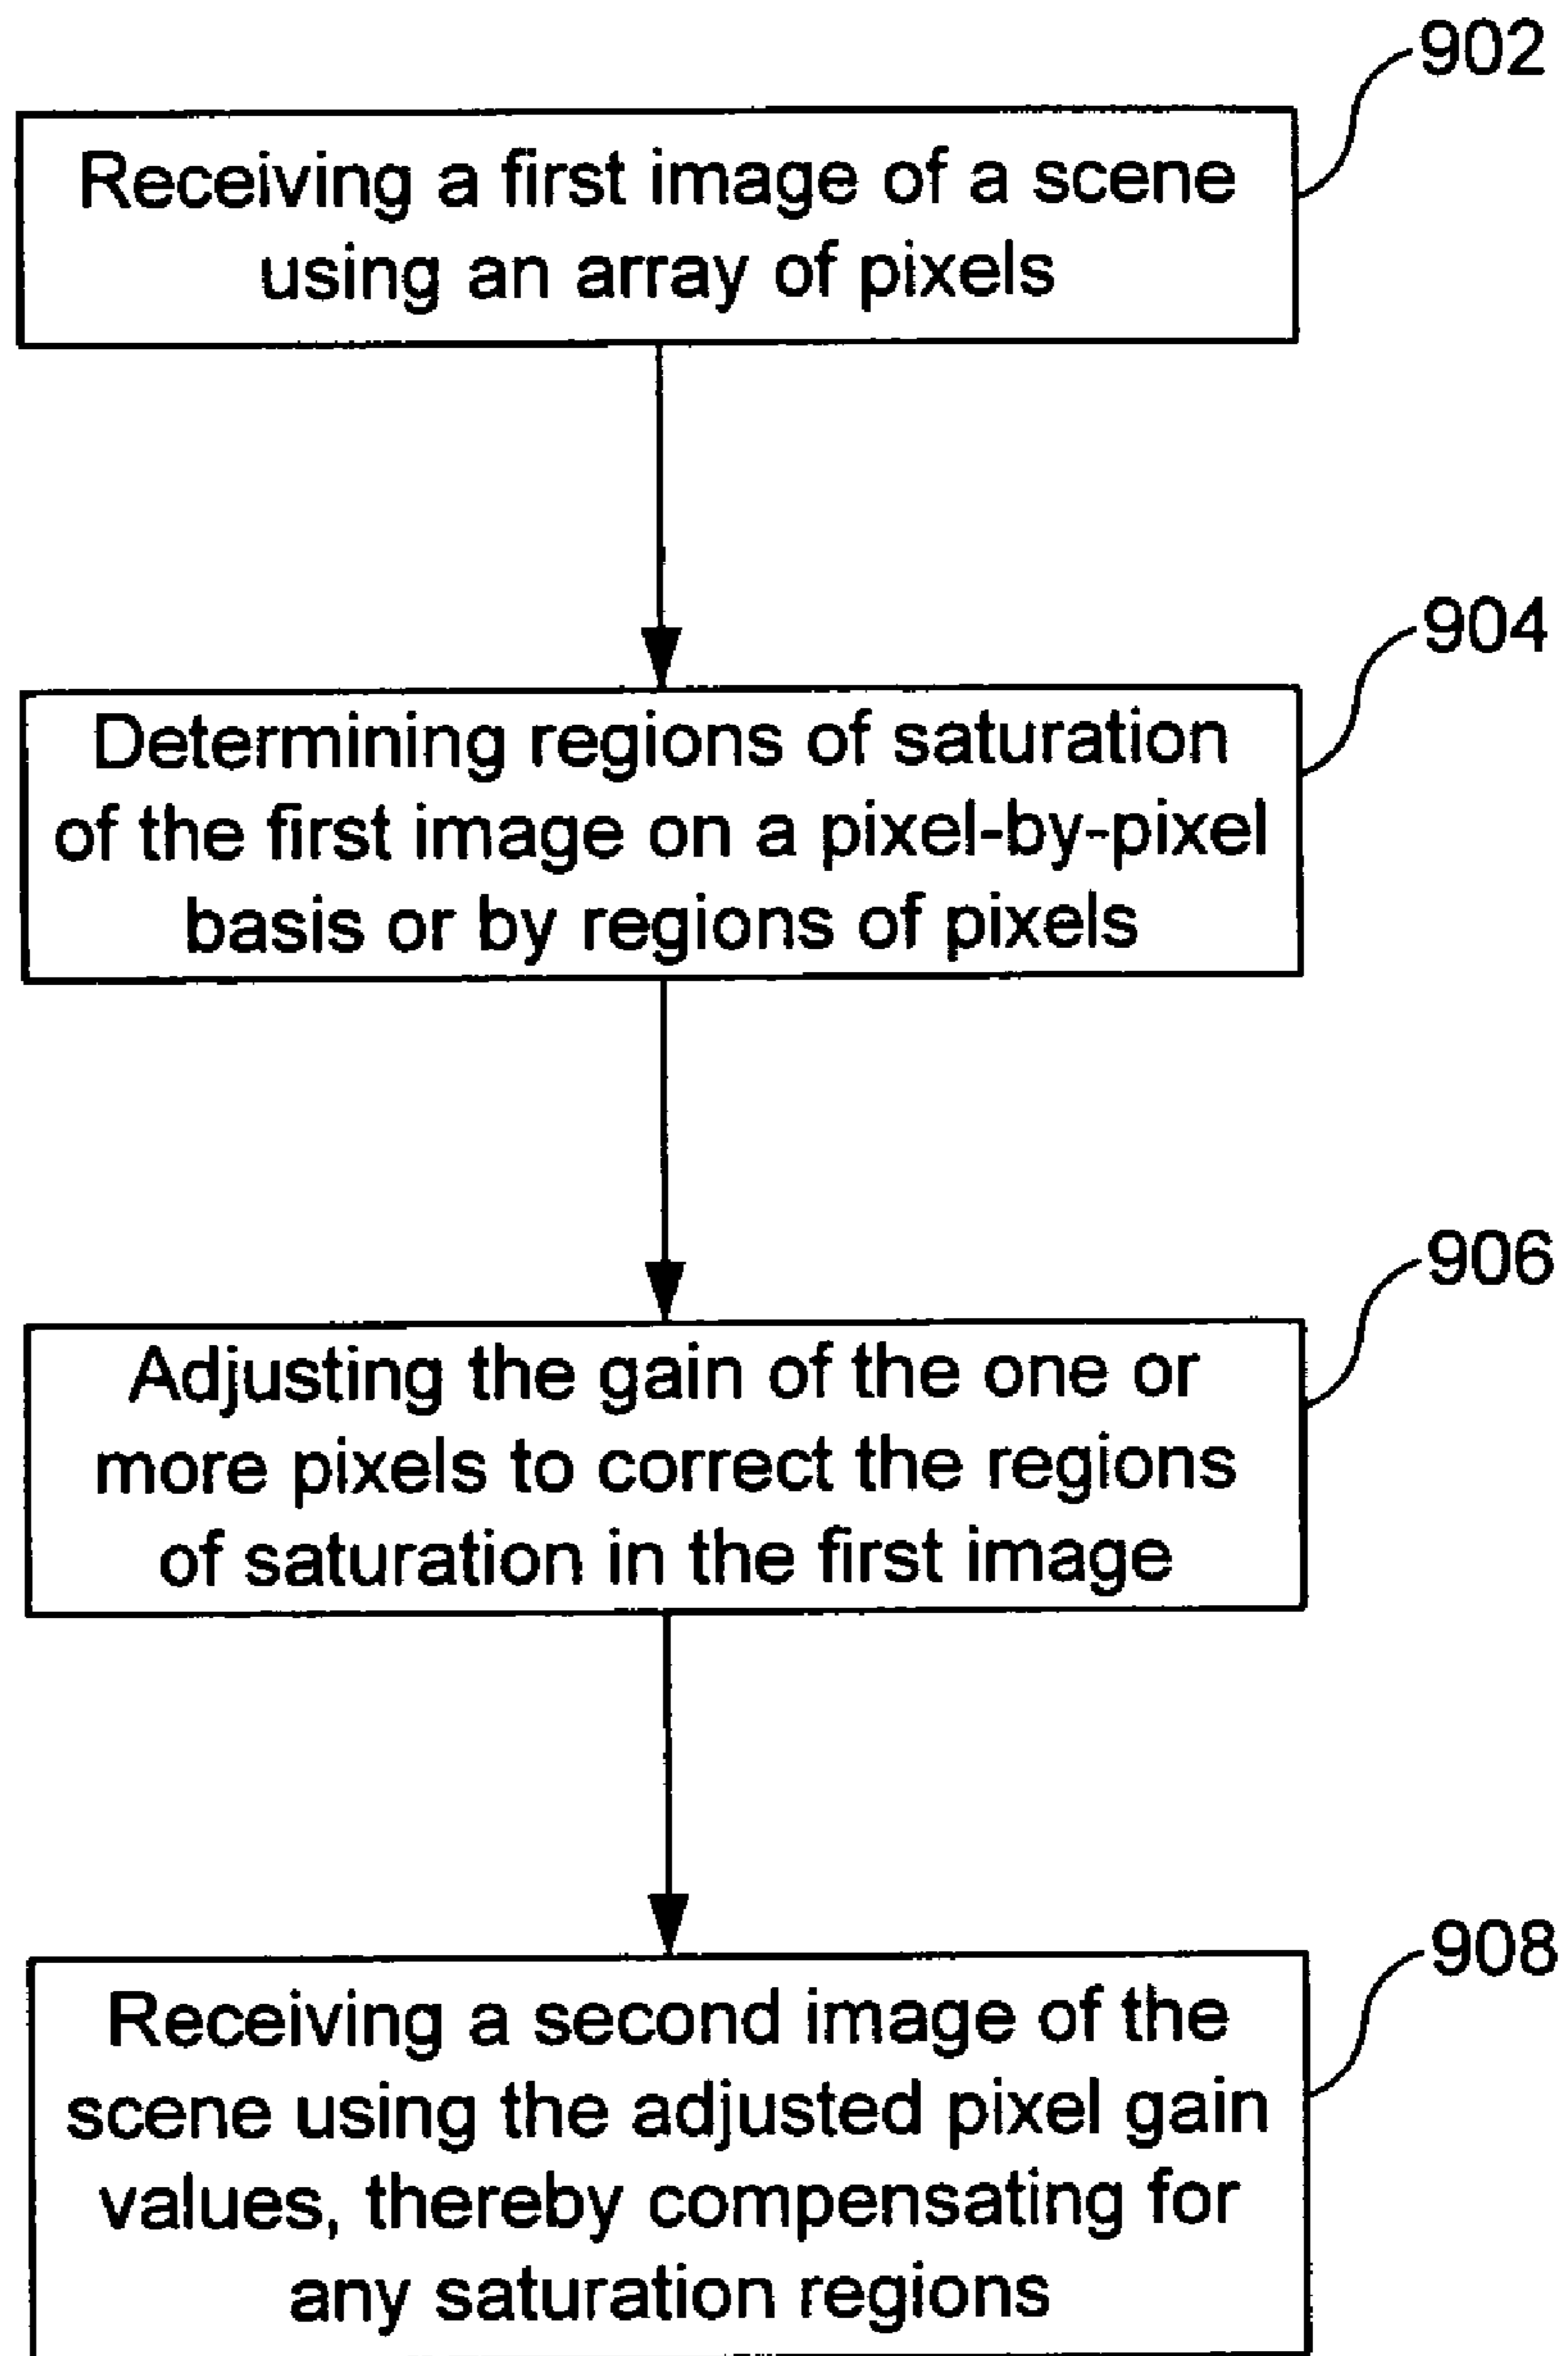 902
Receiving a first image of a scene
using an array of pixels
904
Determining regions of saturation
of the first image on a pixel-by-pixel
basis or by regions of pixels
906
Adjusting the gain of the one or
more pixels to correct the regions
of saturation in the first image
908
Receiving a second image of the
scene using the adjusted pixel gain
values, thereby compensating for
any saturation regions